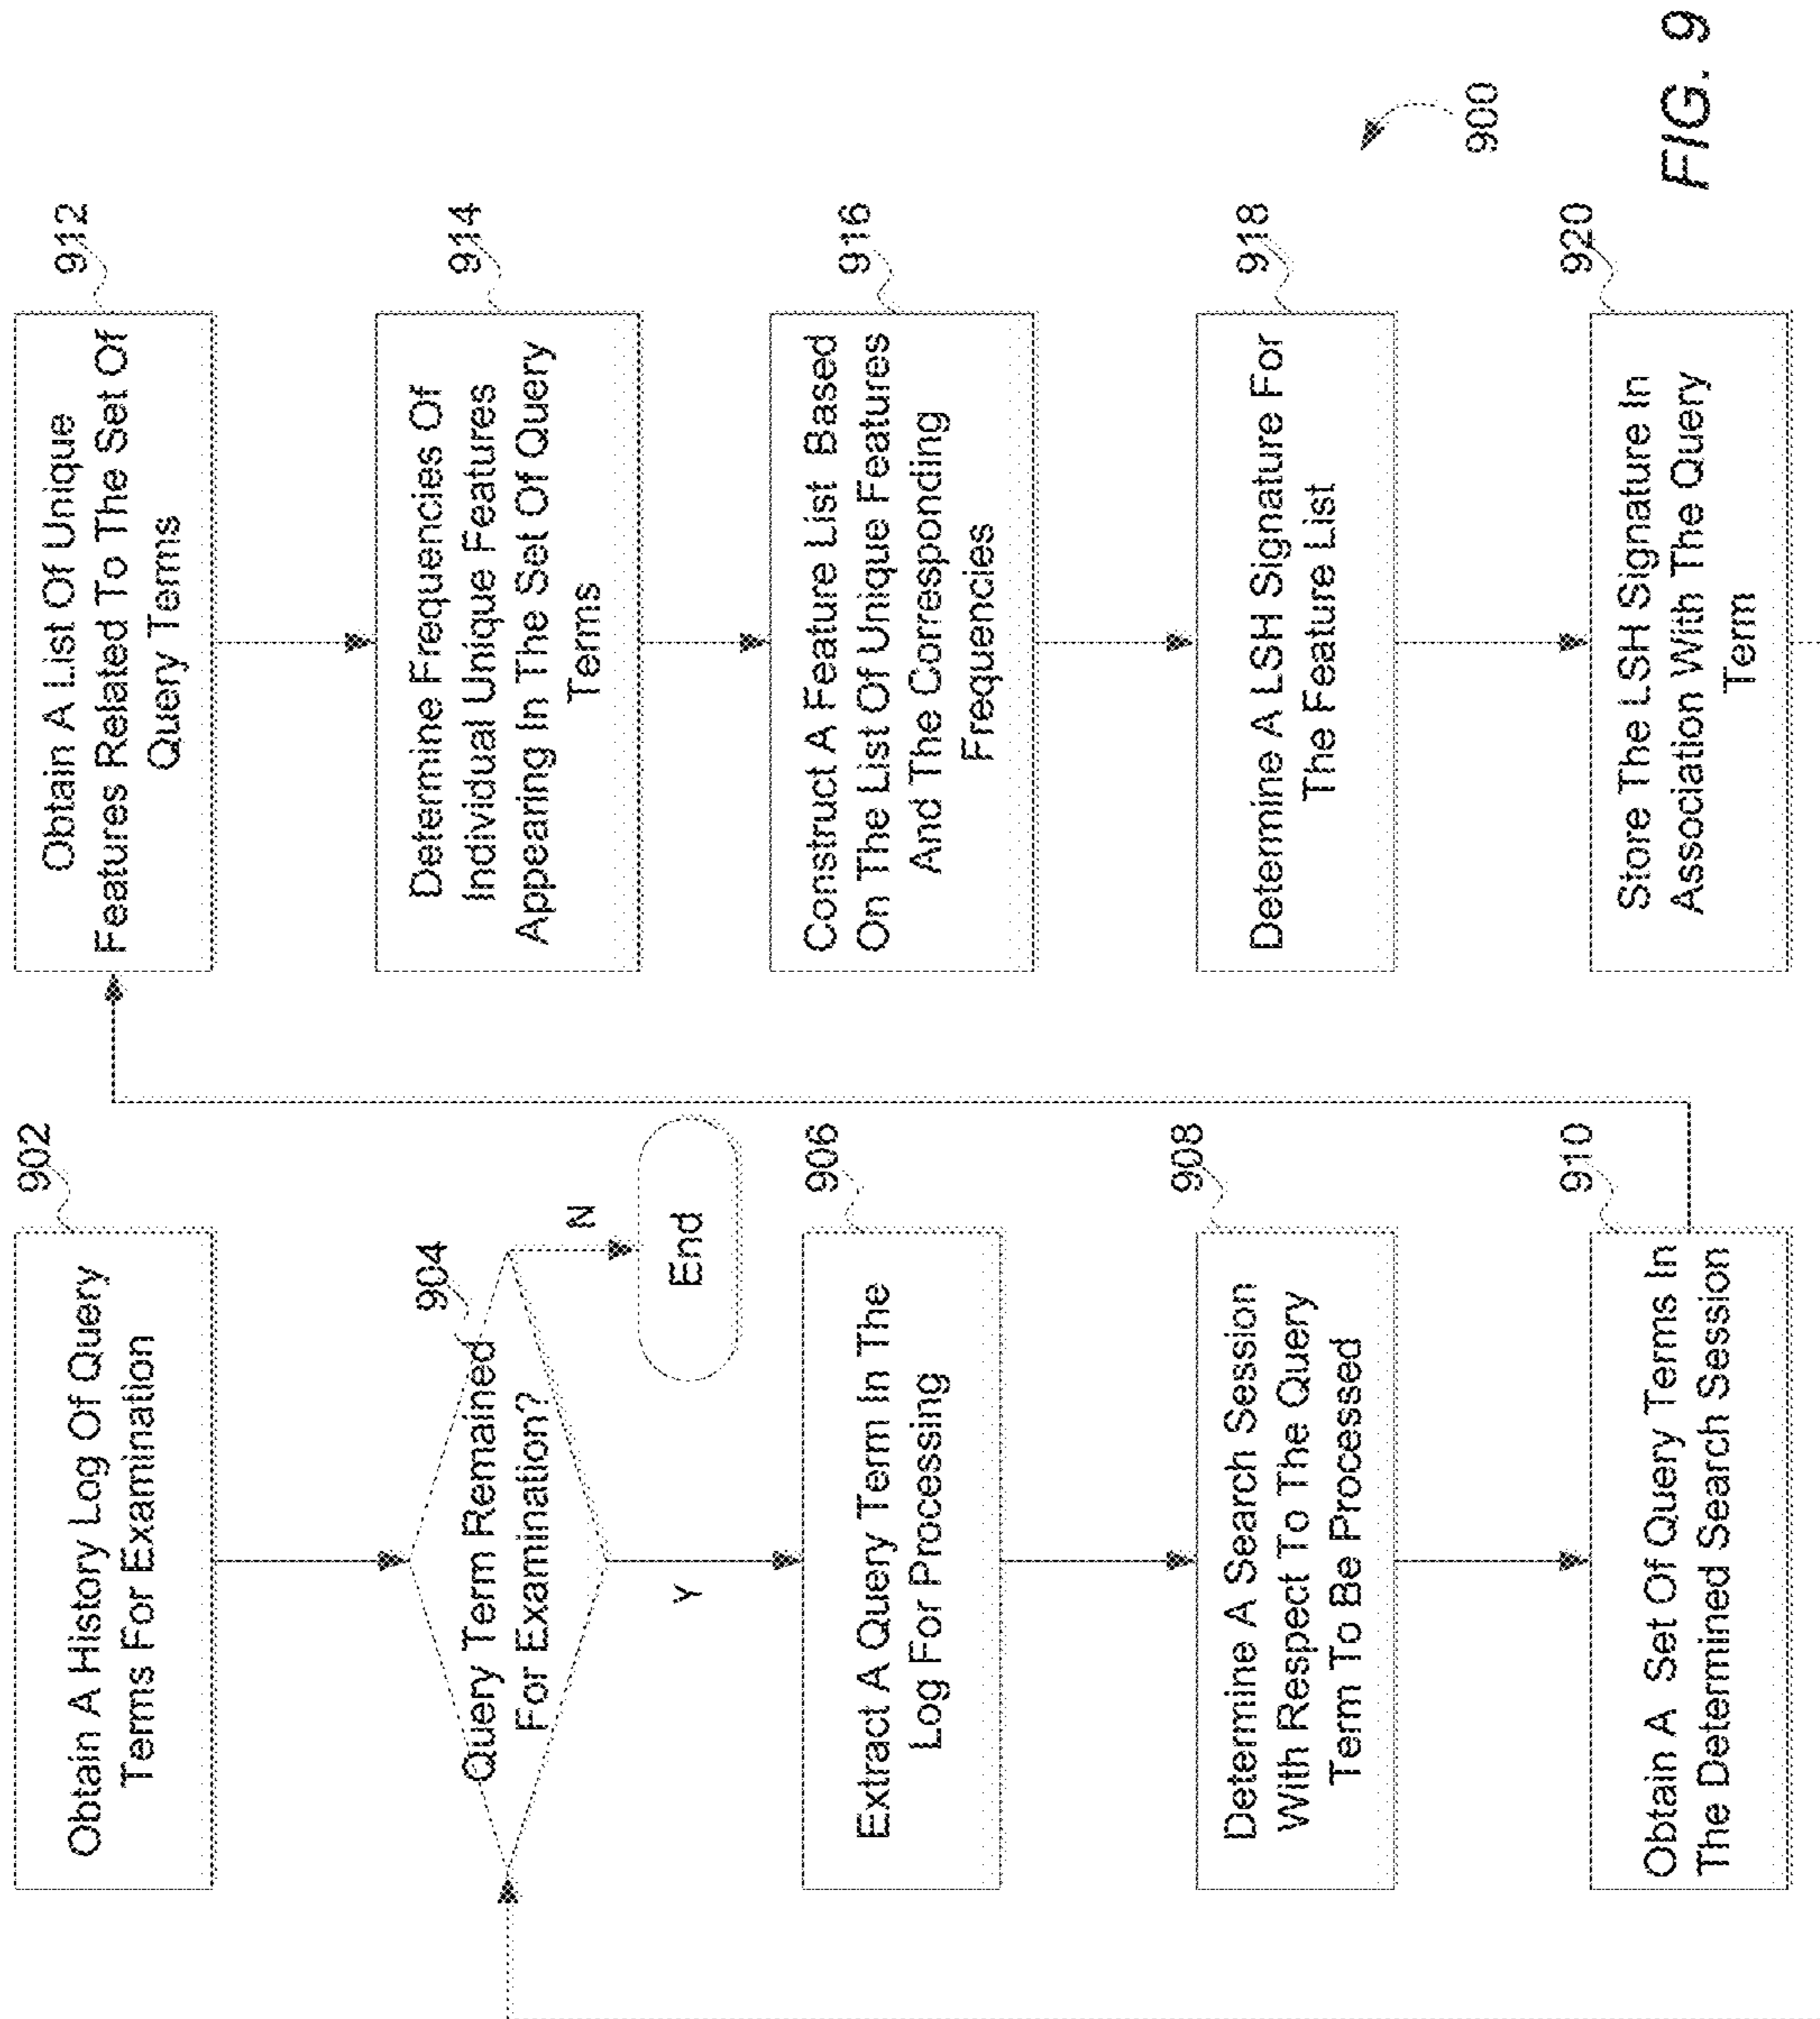 902
Obtain A History Log Of Query
Terms For Examination
904
Query Term Remained
For Examination?
N
End
Y
906
Extract A Query Term In The
Log For Processing
908
Determine A Search Session
With Respect To The Query
Term To Be Processed
910
Obtain A Set Of Query Terms In
The Determined Search Session
912
Obtain A List Of Unique
Features Related To The Set Of
Query Terms
914
Determine Frequencies Of
Individual Unique Features
Appearing In The Set Of Query
Terms
916
Construct A Feature List Based
On The List Of Unique Features
And The Corresponding
Frequencies
918
Determine A LSH Signature For
The Feature List
920
Store The LSH Signature In
Association With The Query
Term
900
FIG. 9